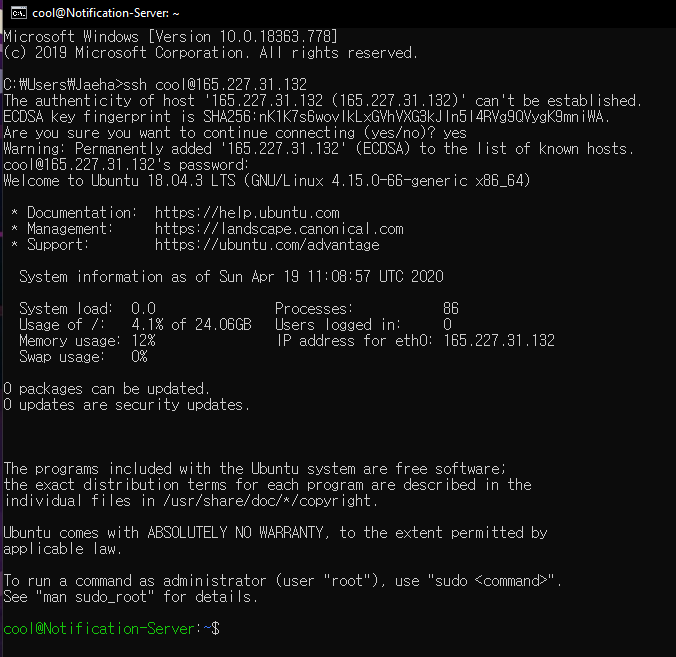 cool@Notification-Server: ~
Microsoft Windows [Version 10.0.18363.778]
(c) 2019 Microsoft Corporation. All rights reserved.
C:₩Users₩Jaeha>ssh cool@165.227.31.132
The authenticity of host '165.227.31.132 (165.227.31.132)' can't be established.
ECDSA key fingerprint is SHA256:nK1K7s6wovlkLxGVhVXG3kJln5l4RVg9QVygK9mniWA.
Are you sure you want to continue connecting (yes/no)? yes
Warning: Permanently added '165.227.31.132' (ECDSA) to the list of known hosts.
cool@165.227.31.132's password:
Welcome to Ubuntu 18.04.3 LTS (GNU/Linux 4.15.0-66-generic x86_64)
* Documentation:  https://help.ubuntu.com
* Management:     https://landscape.canonical.com
* Support:        https://ubuntu.com/advantage
System information as of Sun Apr 19 11:08:57 UTC 2020
System load:  0.0               Processes:           86
Usage of /:   4.1% of 24.06GB   Users logged in:     0
Memory usage: 12%               IP address for eth0: 165.227.31.132
Swap usage:   0%
0 packages can be updated.
0 updates are security updates.
The programs included with the Ubuntu system are free software;
the exact distribution terms for each program are described in the
individual files in /usr/share/doc/*/copyright.
Ubuntu comes with ABSOLUTELY NO WARRANTY, to the extent permitted by
applicable law.
To run a command as administrator (user "root"), use "sudo <command>".
See "man sudo_root" for details.
cool@Notification-Server:~$